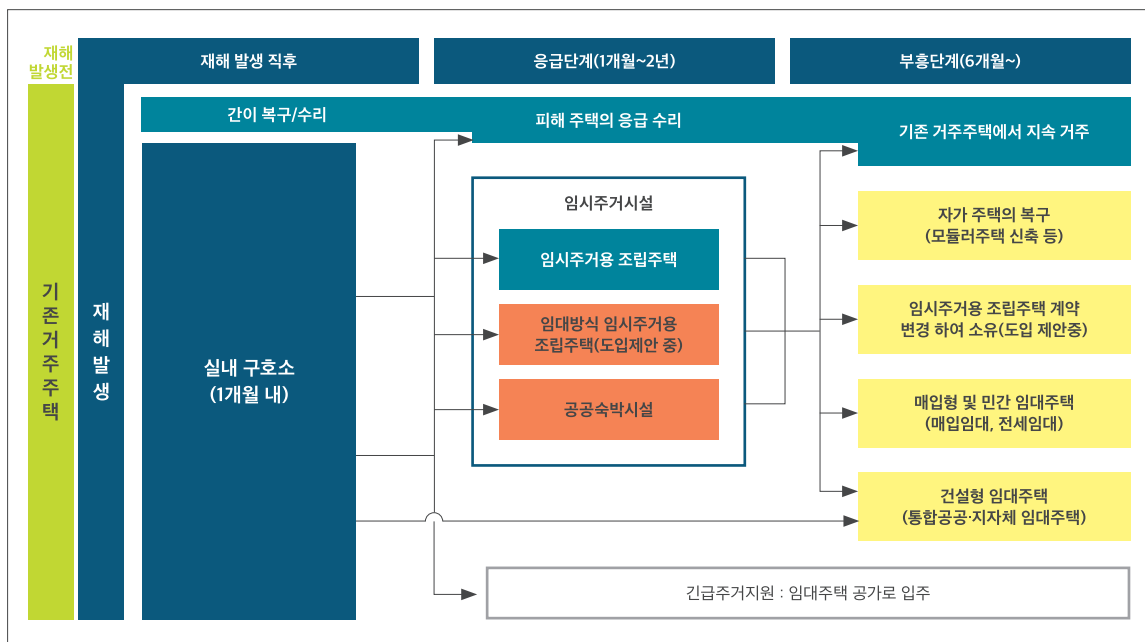 재해
발생전
재해 발생 직후
응급단계(1개월~2년)
부흥단계(6개월~)
기존거주주택
재해발생
간이 복구/수리
피해 주택의 응급 수리
기존 거주주택에서 지속 거주
실내 구호소
(1개월 내)
임시주거시설
임시주거용 조립주택
임대방식 임시주거용
조립주택(도입제안 중)
공공숙박시설
자가 주택의 복구
(모듈러주택 신축 등)
임시주거용 조립주택 계약
변경 하여 소유(도입 제안중)
매입형 및 민간 임대주택
(매입임대, 전세임대)
건설형 임대주택
(통합공공·지자체 임대주택)
긴급주거지원 : 임대주택 공가로 입주